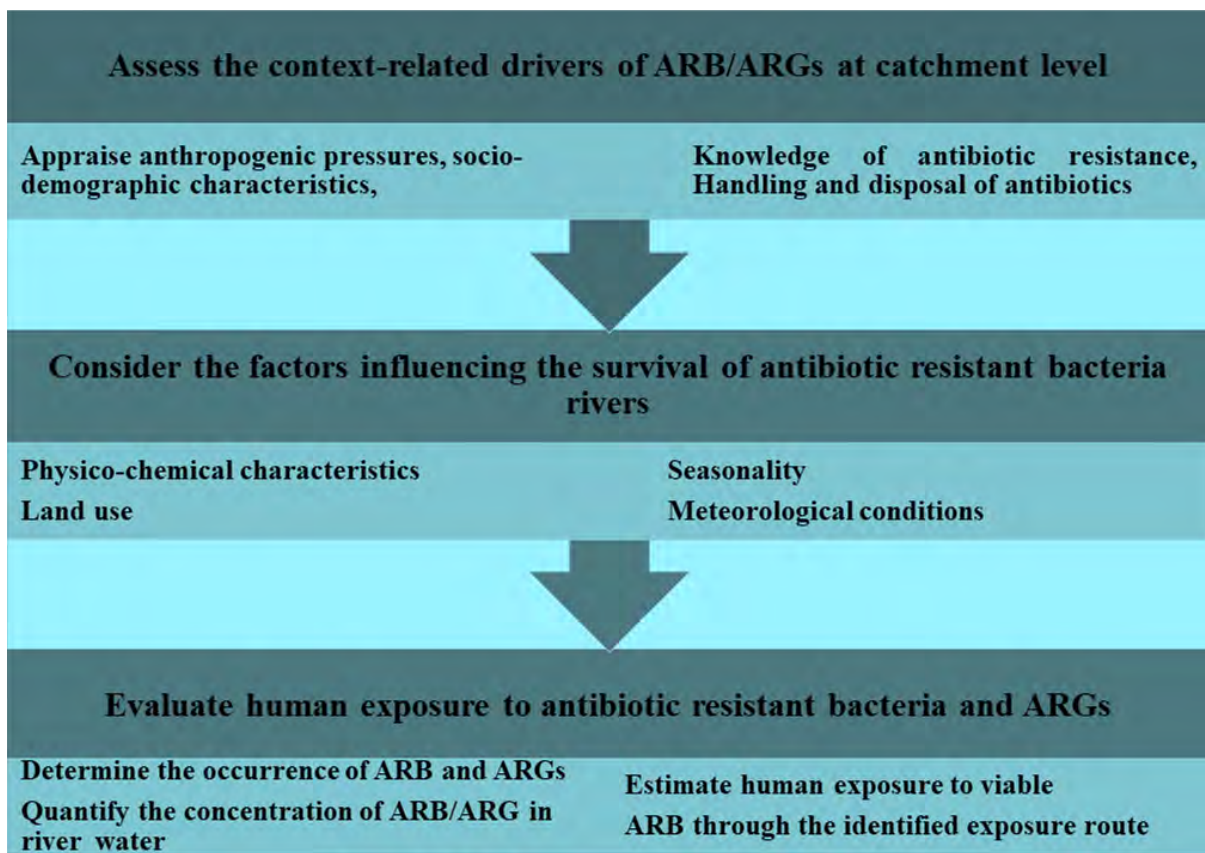 Assess the context-related drivers of ARB/ARGs at catchment level
Appraise anthropogenic pressures, socio-
demographic characteristics,
Knowledge of antibiotic resistance,
Handling and disposal of antibiotics
Consider the factors influencing the survival of antibiotic resistant bacteria
rivers
Physico-chemical characteristics
Land use
Seasonality
Meteorological conditions
Evaluate human exposure to antibiotic resistant bacteria and ARGs
Determine the occurrence of ARB and ARGs
Quantify the concentration of ARB/ARG in
river water
Estimate human exposure to viable
ARB through the identified exposure route